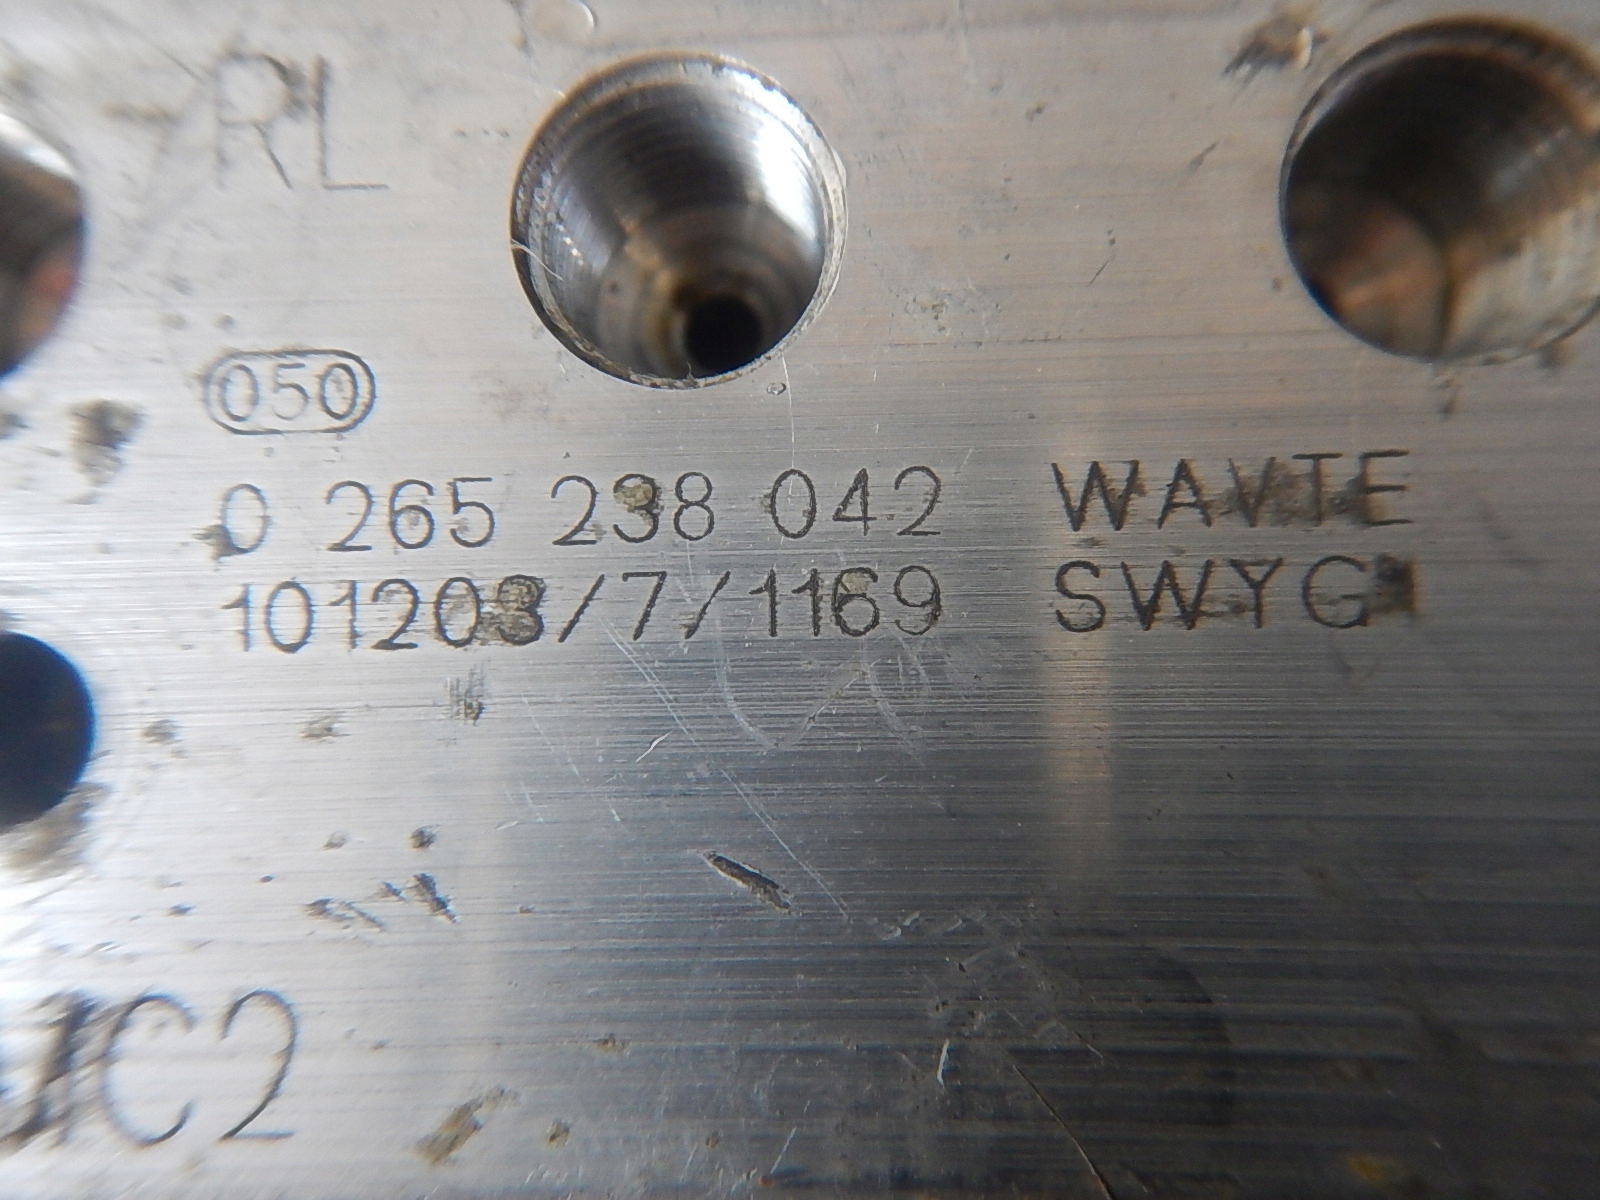 RL
050
0 265 238 042 WAVTE
101203/7/1169 SWYG
C2